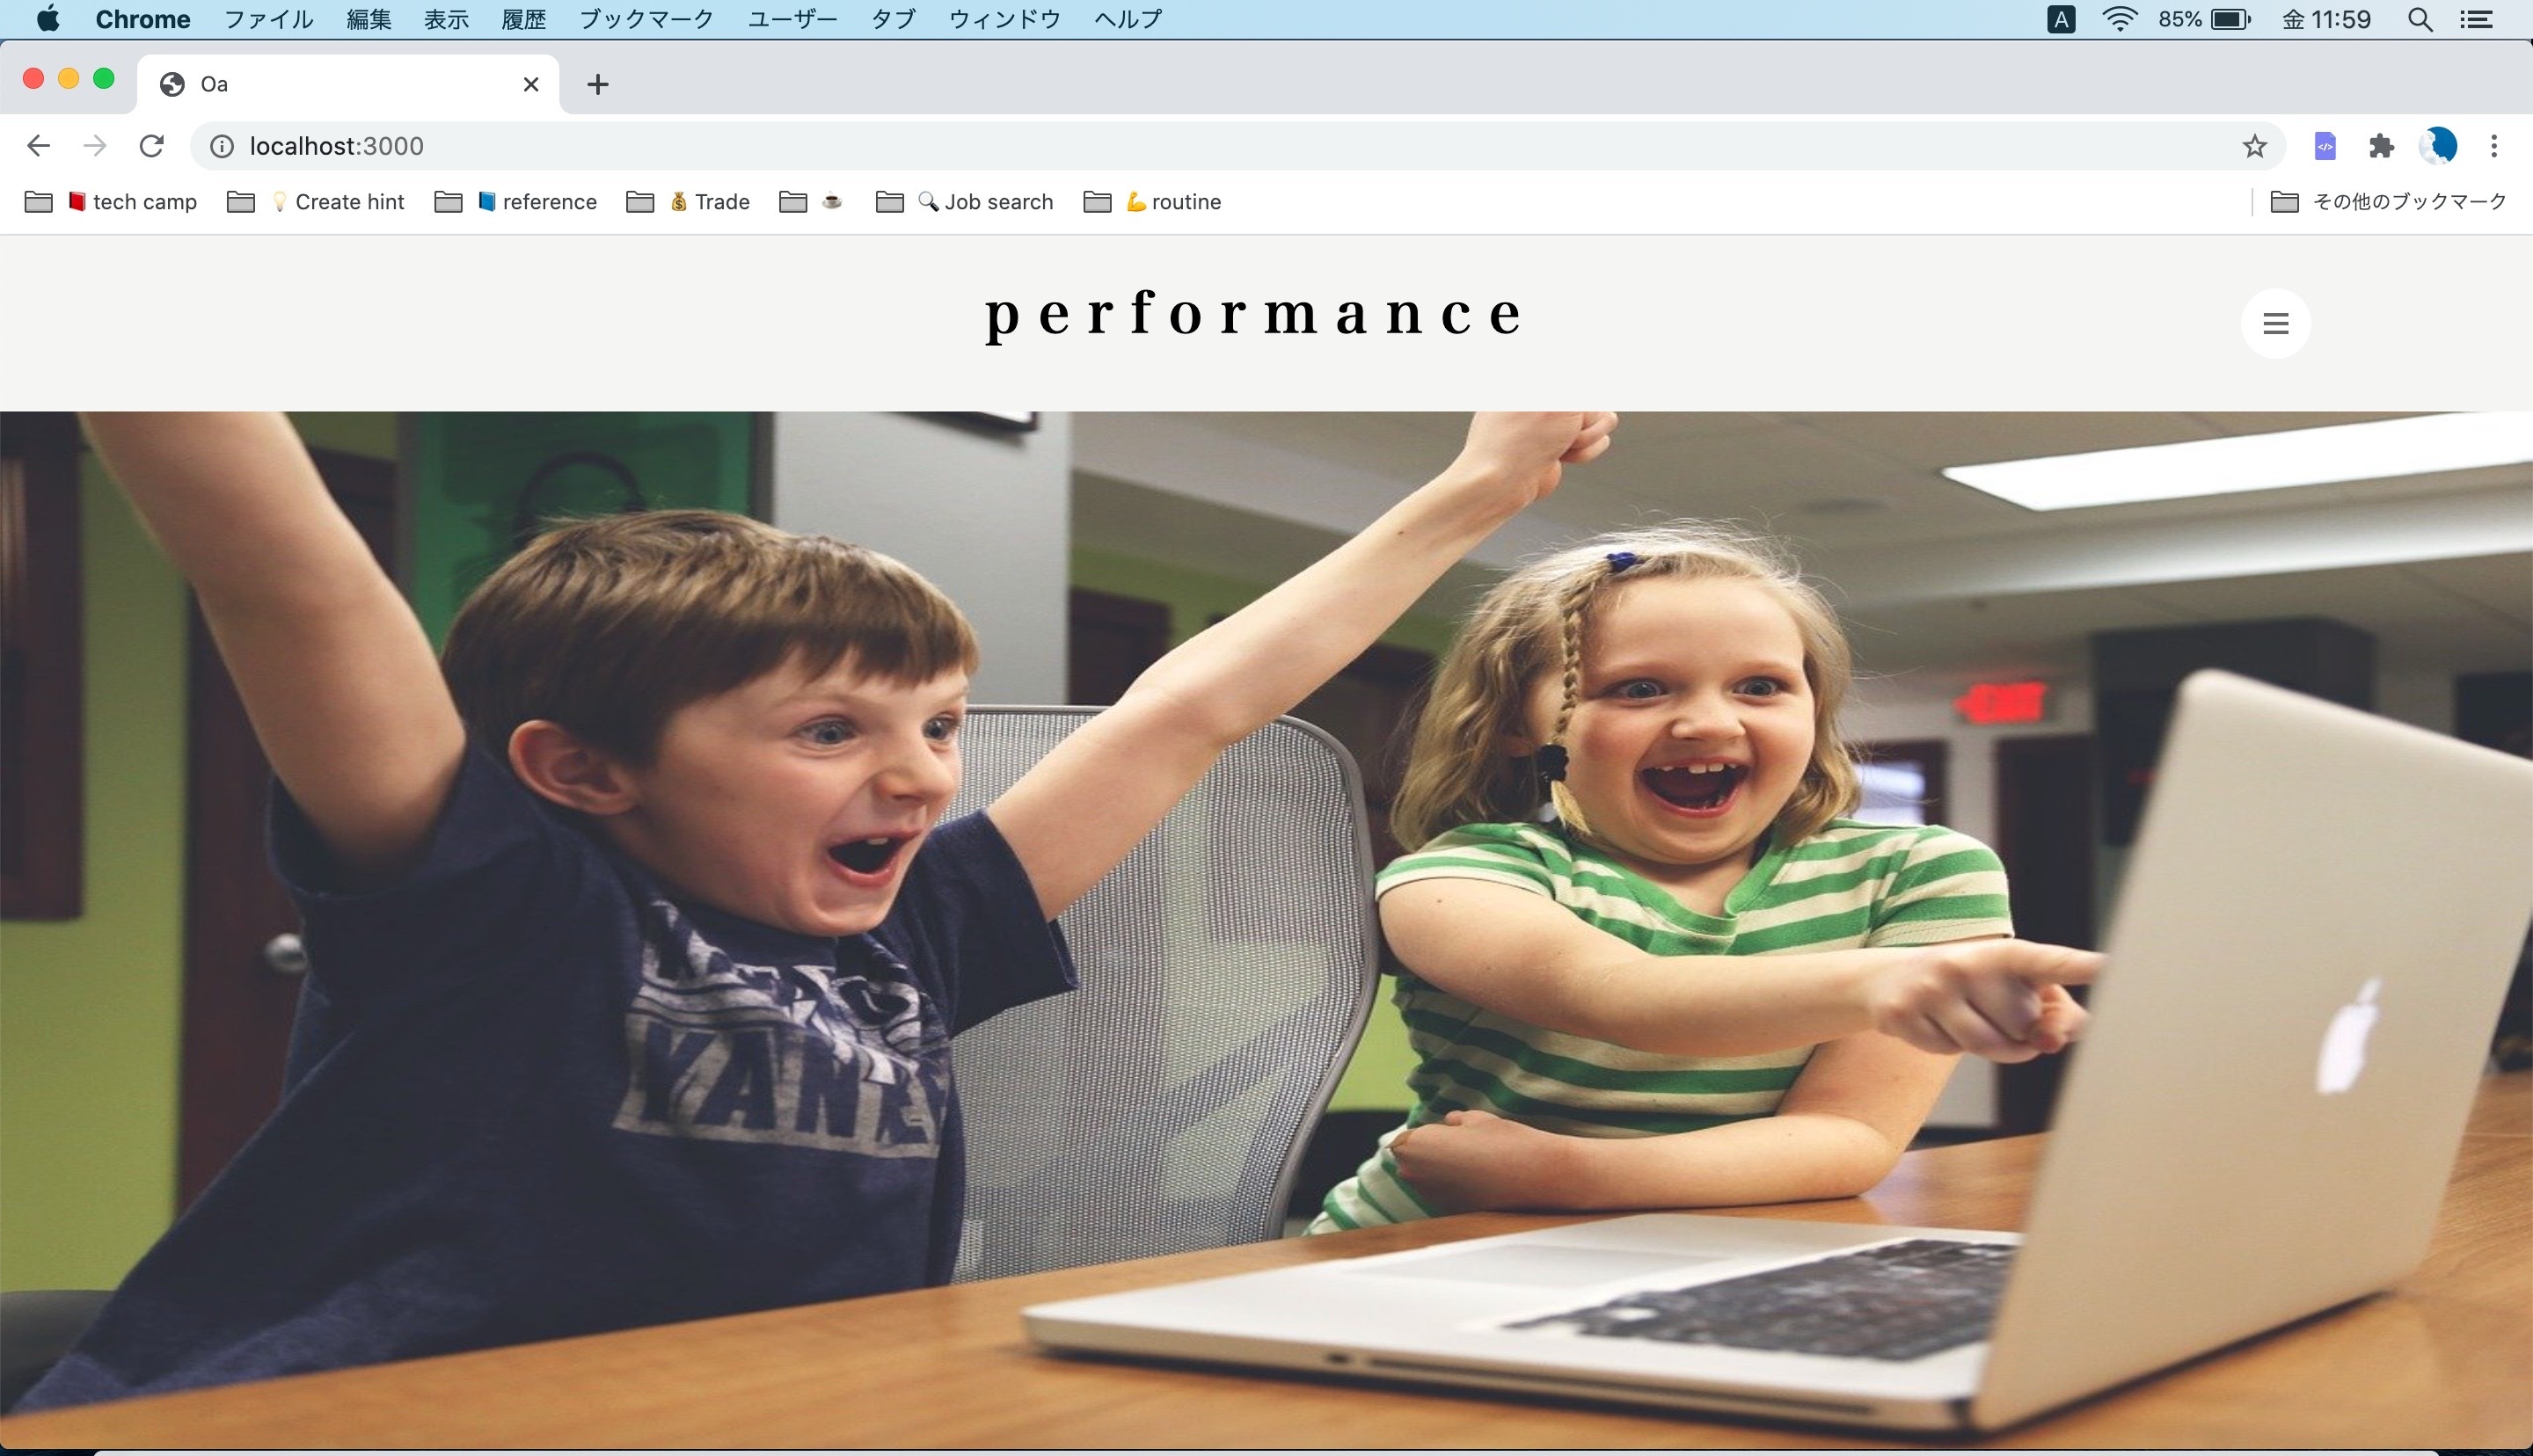 Chrome ファイル 編集 表示 履歴 ブックマーク ユーザー タブ ウィンドウ ヘルプ A 85% 金 11:59
Oa
localhost:3000
tech camp Create hint reference Trade Job search routine その他のブックマーク
performance
EXIT